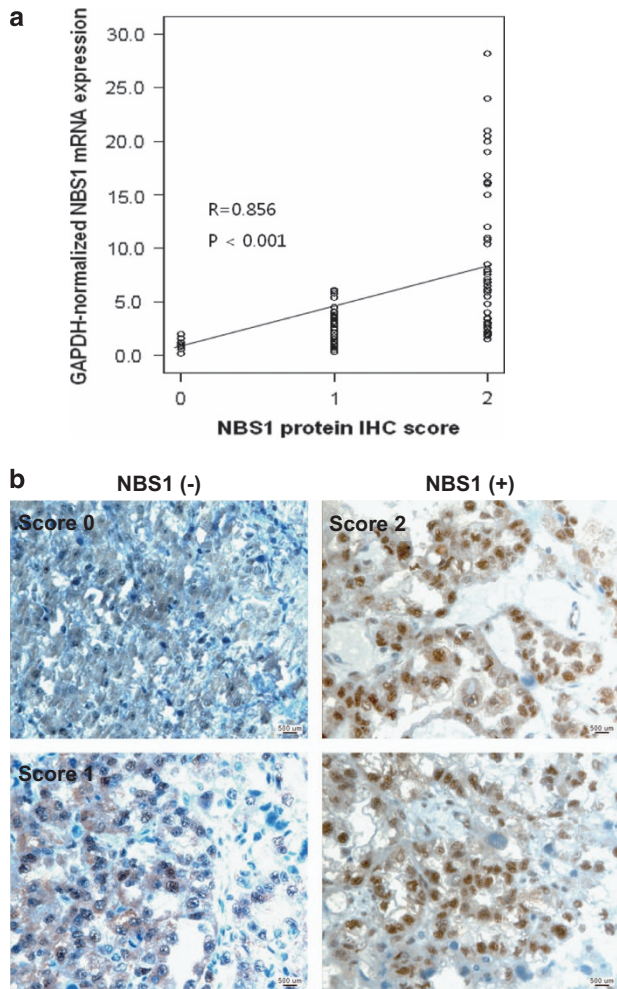 a
30.0
25.0
20.0
15.0
10.0
5.0
0.0
GAPDH-normalized NBS1 mRNA expression
R=0.856
P < 0.001
0 1 2
NBS1 protein IHC score
b
NBS1 (-) NBS1 (+)
Score 0 Score 2
500 um 500 um
Score 1
500 um 500 um